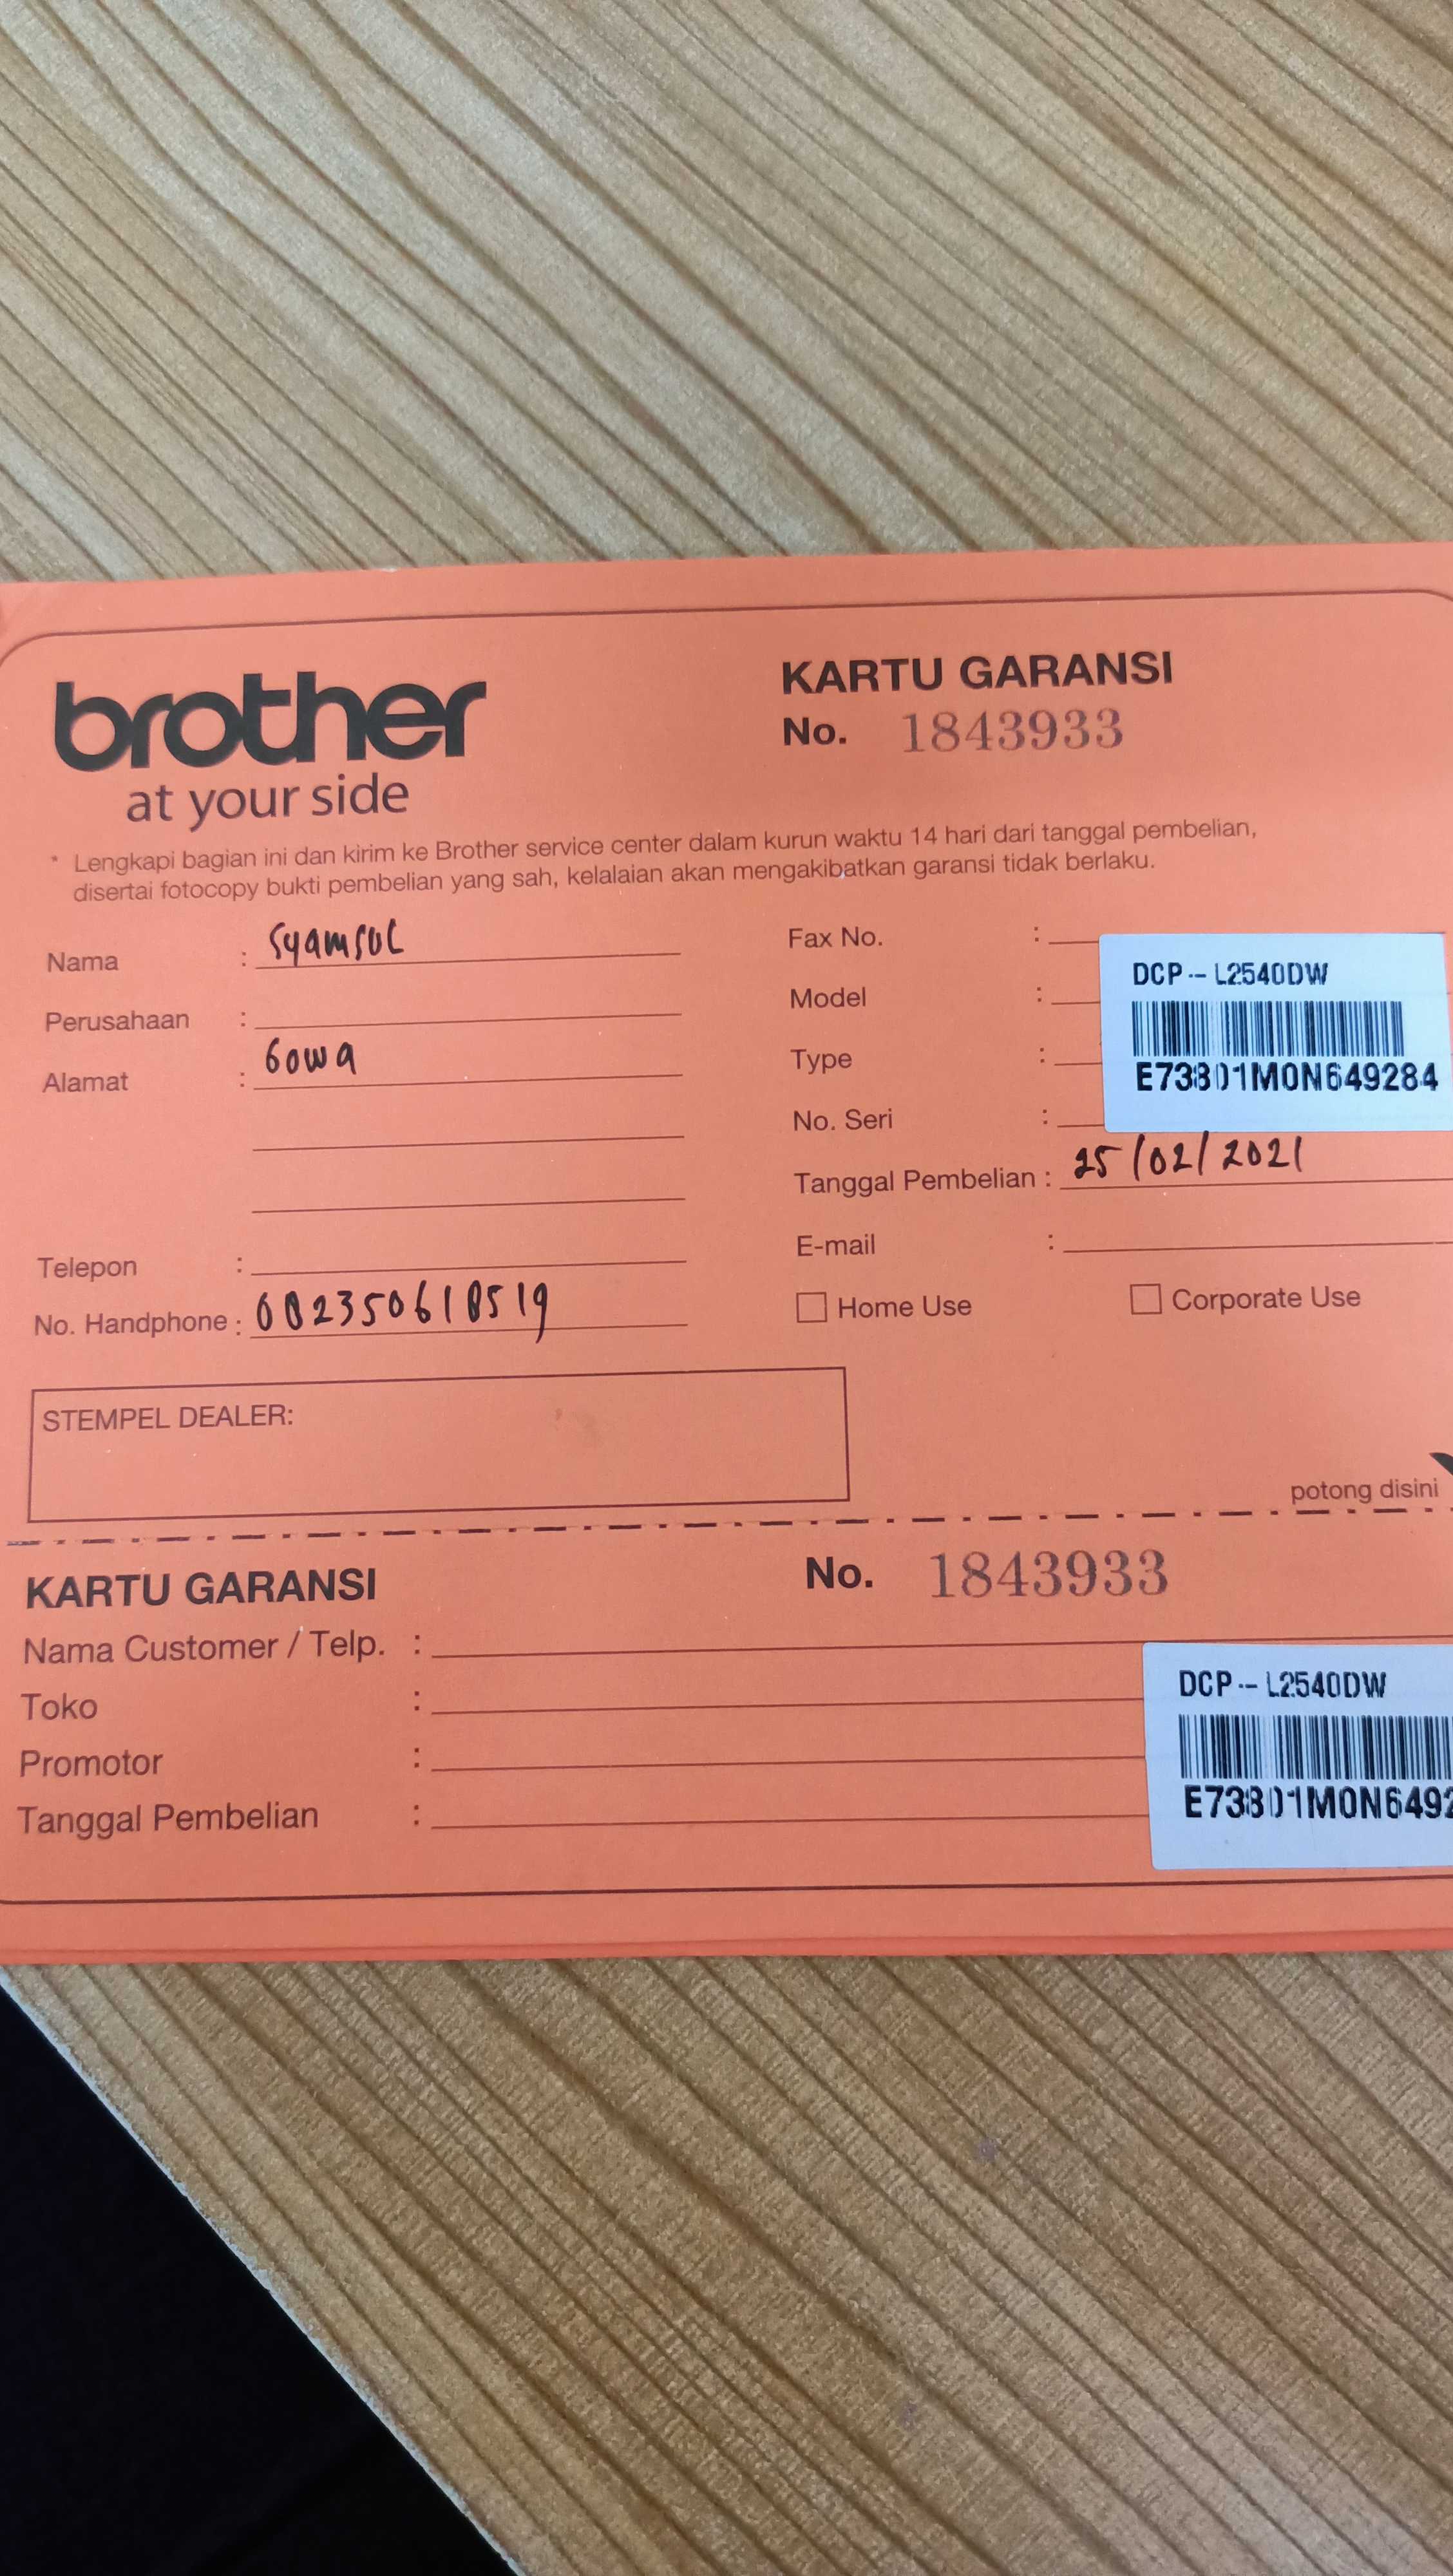 brother
at your side
KARTU GARANSI
No. 1843933
* Lengkapi bagian ini dan kirim ke Brother service center dalam kurun waktu 14 hari dari tanggal pembelian,
disertai fotocopy bukti pembelian yang sah, kelalaian akan mengakibatkan garansi tidak berlaku.
Nama : Syamsul
Perusahaan :
Alamat : Gowa
Telepon :
No. Handphone : 082350618519
Fax No. :
Model :
Type :
No. Seri :
DCP-L2540DW
E73801M0N649284
Tanggal Pembelian : 25/02/2021
E-mail :
Home Use
Corporate Use
STEMPEL DEALER:
potong disini
KARTU GARANSI
No. 1843933
Nama Customer / Telp. :
Toko :
Promotor :
Tanggal Pembelian :
DCP-L2540DW
E73801M0N6492